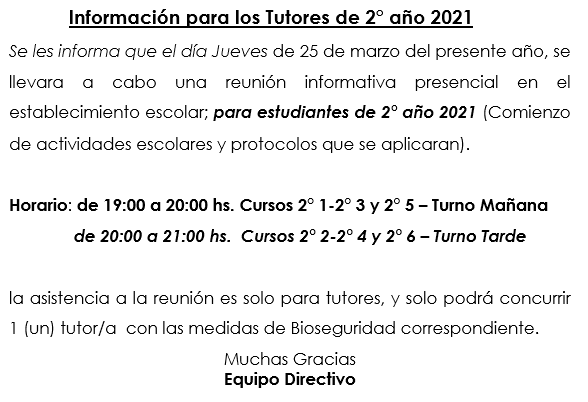 Información para los Tutores de 2° año 2021
Se les informa que el día Jueves de 25 de marzo del presente año, se
llevara a cabo una reunión informativa presencial en el
establecimiento escolar; para estudiantes de 2° año 2021 (Comienzo
de actividades escolares y protocolos que se aplicaran).
Horario: de 19:00 a 20:00 hs. Cursos 2° 1-2° 3 y 2° 5 – Turno Mañana
de 20:00 a 21:00 hs.  Cursos 2° 2-2° 4 y 2° 6 – Turno Tarde
la asistencia a la reunión es solo para tutores, y solo podrá concurrir
1 (un) tutor/a  con las medidas de Bioseguridad correspondiente.
Muchas Gracias
Equipo Directivo